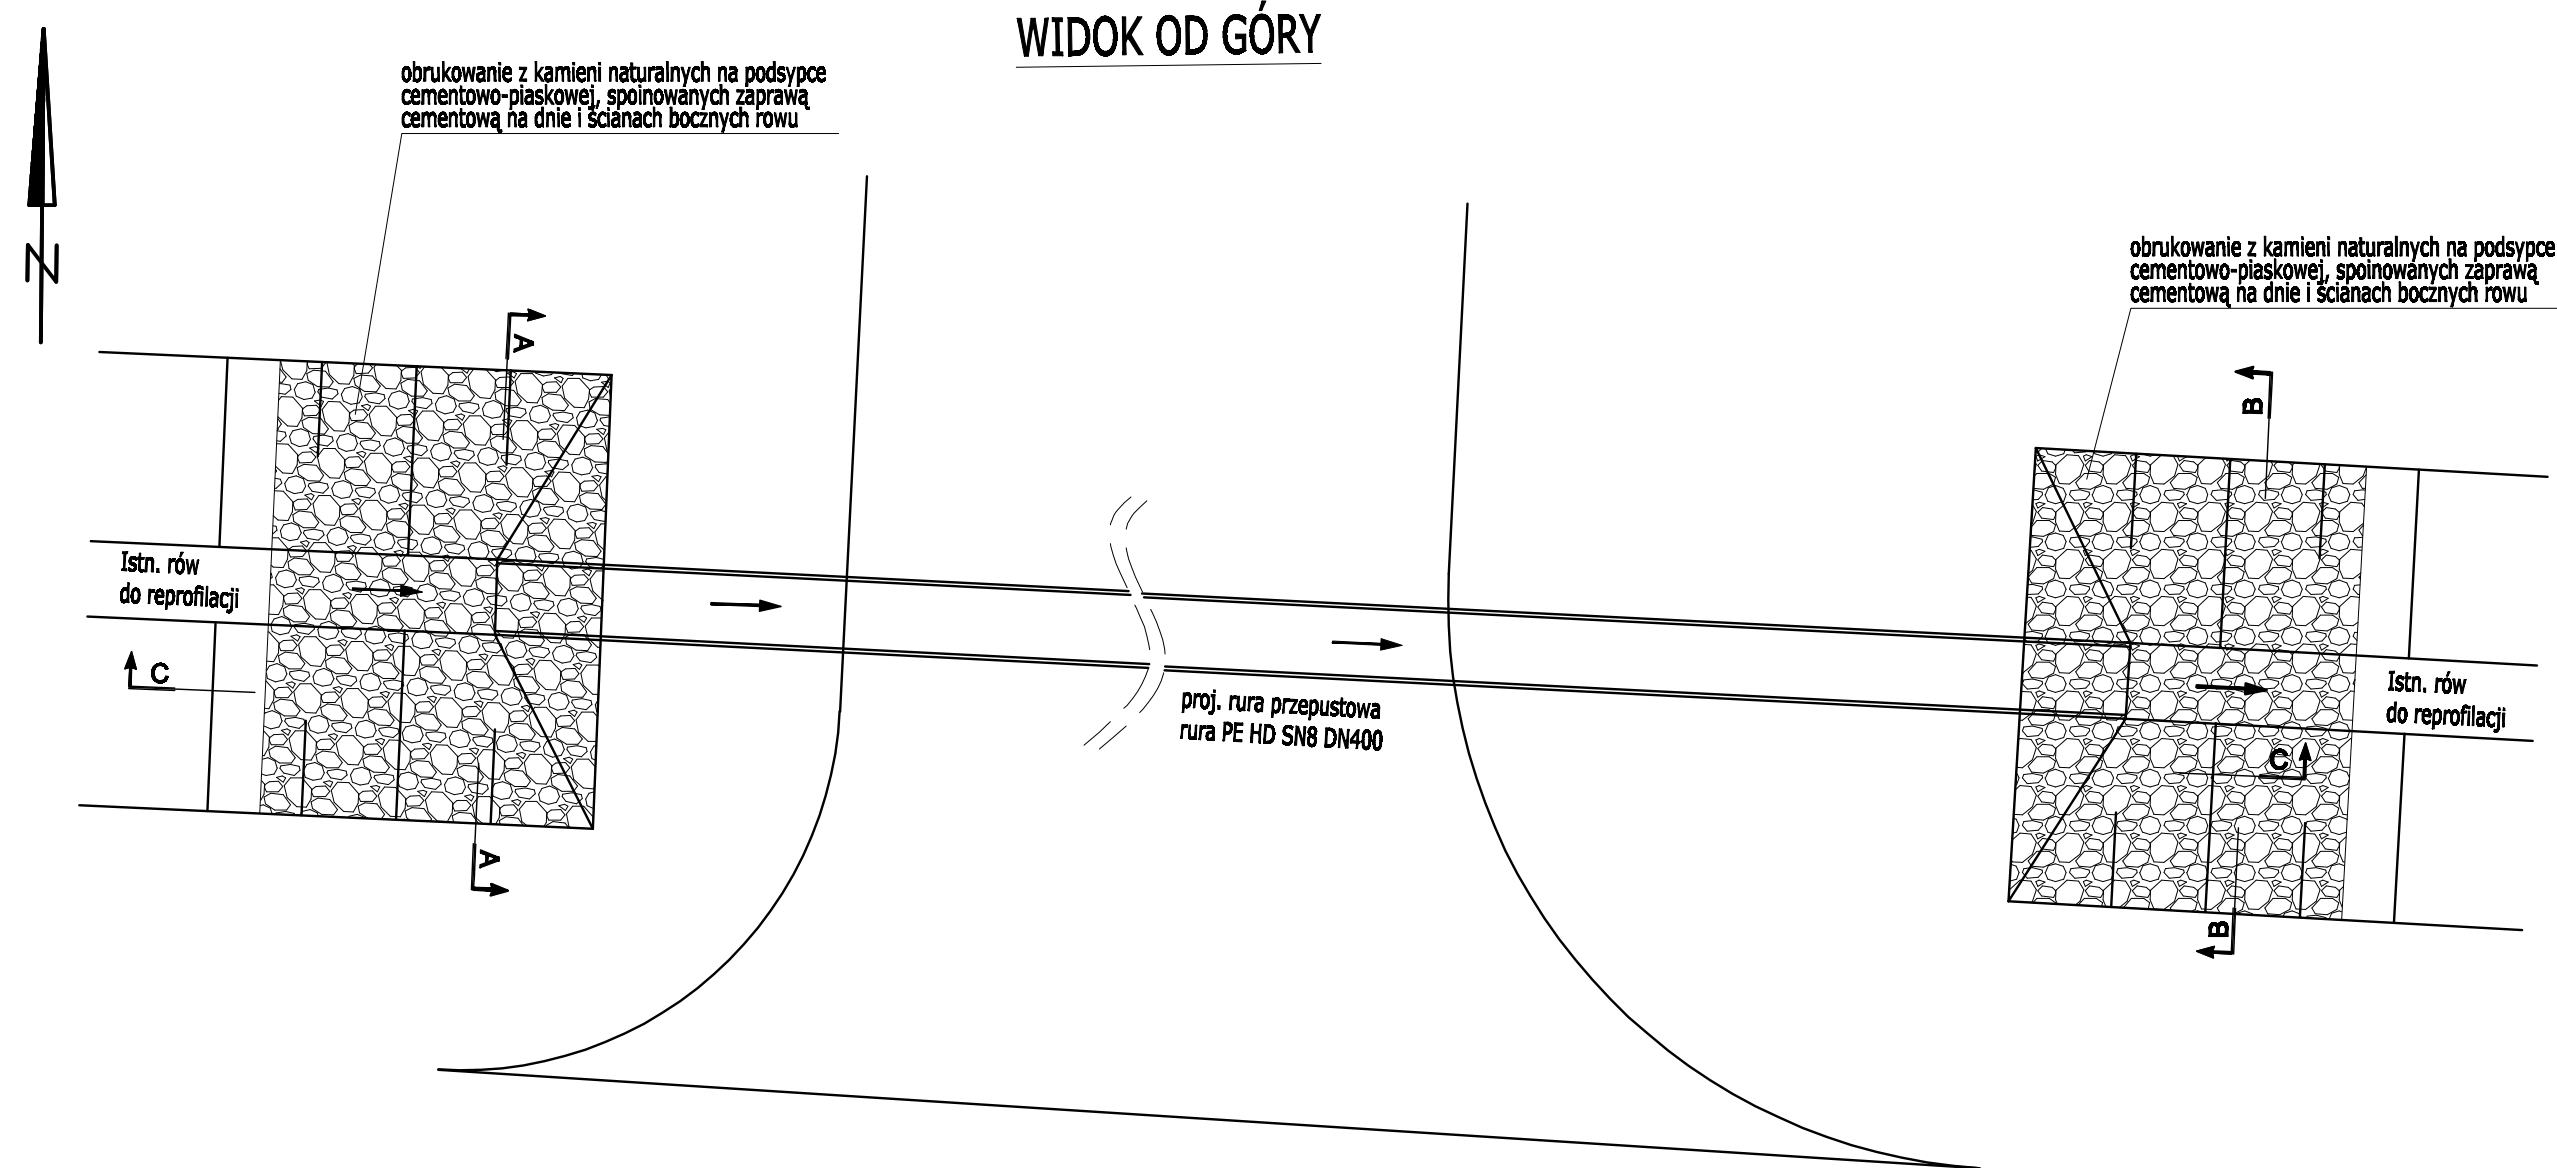 WIDOK OD GÓRY
obrukowanie z kamieni naturalnych na podsypce
cementowo-piaskowej, spoinowanych zaprawą
cementową na dnie i ścianach bocznych rowu
N
obrukowanie z kamieni naturalnych na podsypce
cementowo-piaskowej, spoinowanych zaprawą
cementową na dnie i ścianach bocznych rowu
A
B
Istn. rów
do reprofilacji
C
proj. rura przepustowa
rura PE HD SN8 DN400
Istn. rów
do reprofilacji
C
A
B